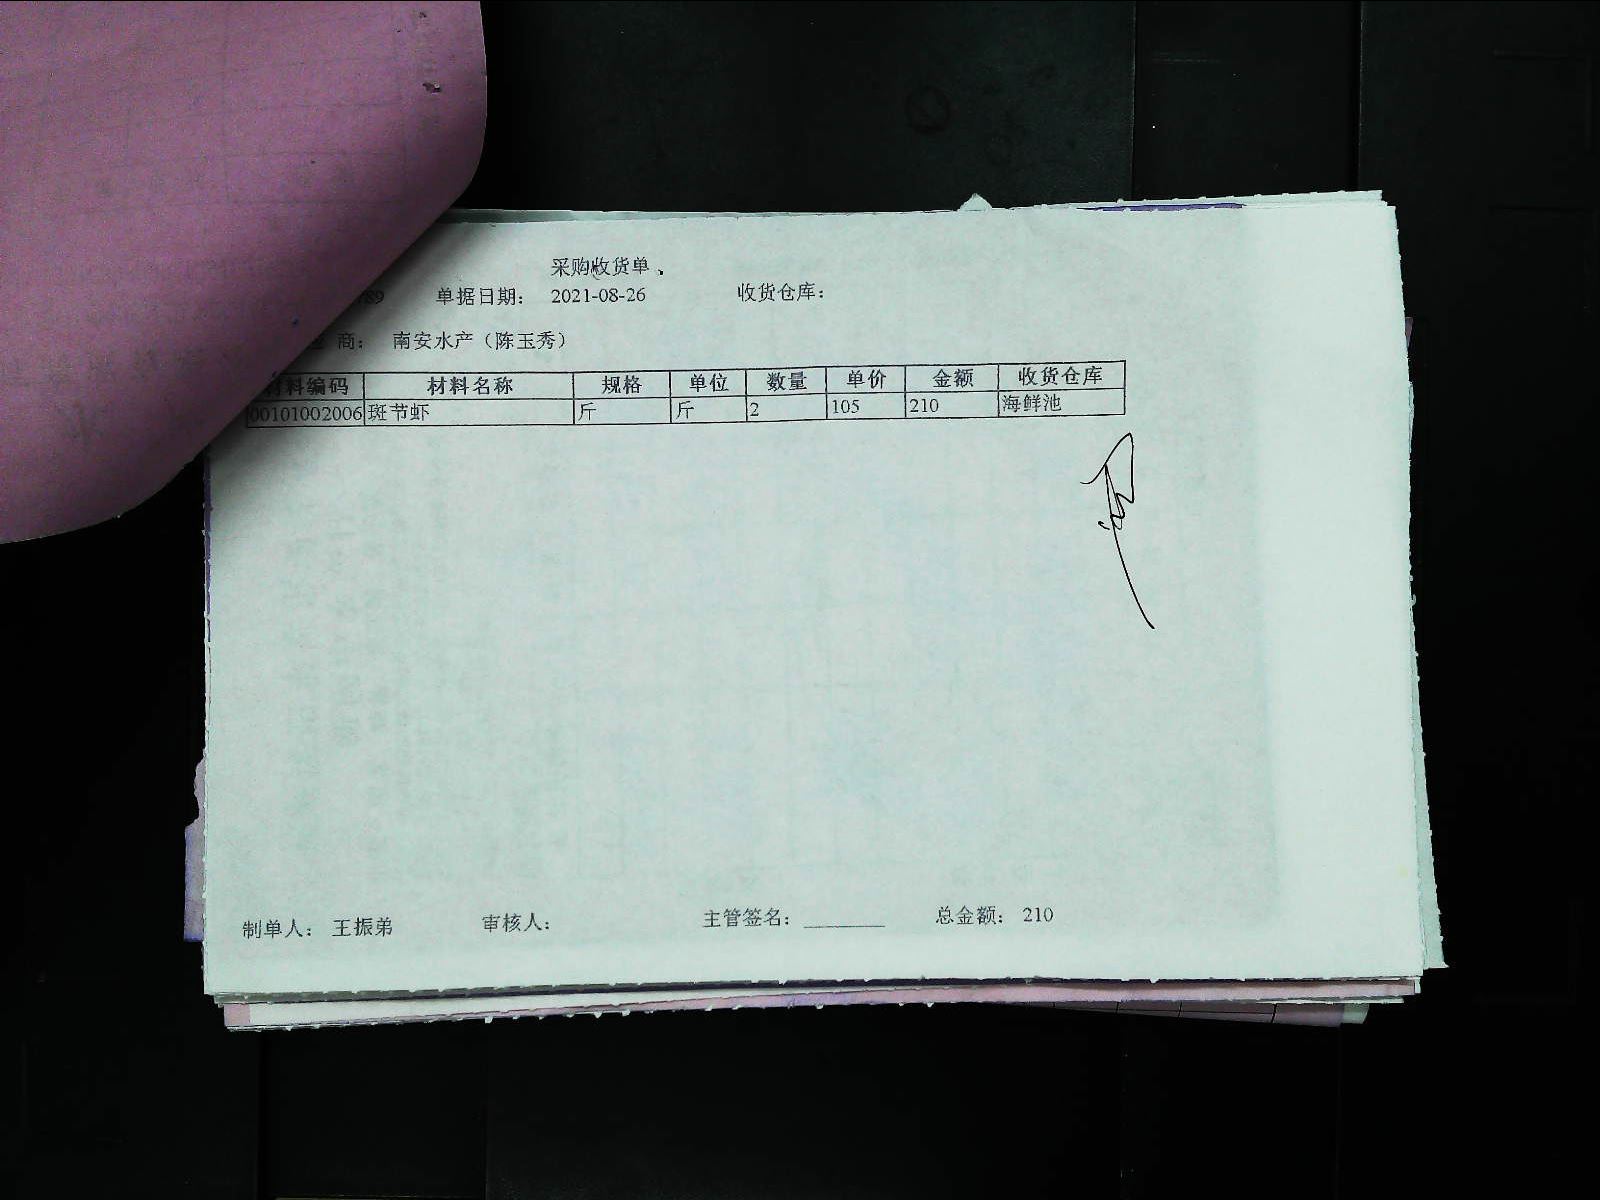 采购收货单
789 单据日期： 2021-08-26 收货仓库：
商： 南安水产（陈玉秀）
材料编码 材料名称 规格 单位 数量 单价 金额 收货仓库
00101002006 斑节虾 斤 斤 2 105 210 海鲜池
制单人： 王振弟 审核人： 主管签名： ________ 总金额： 210